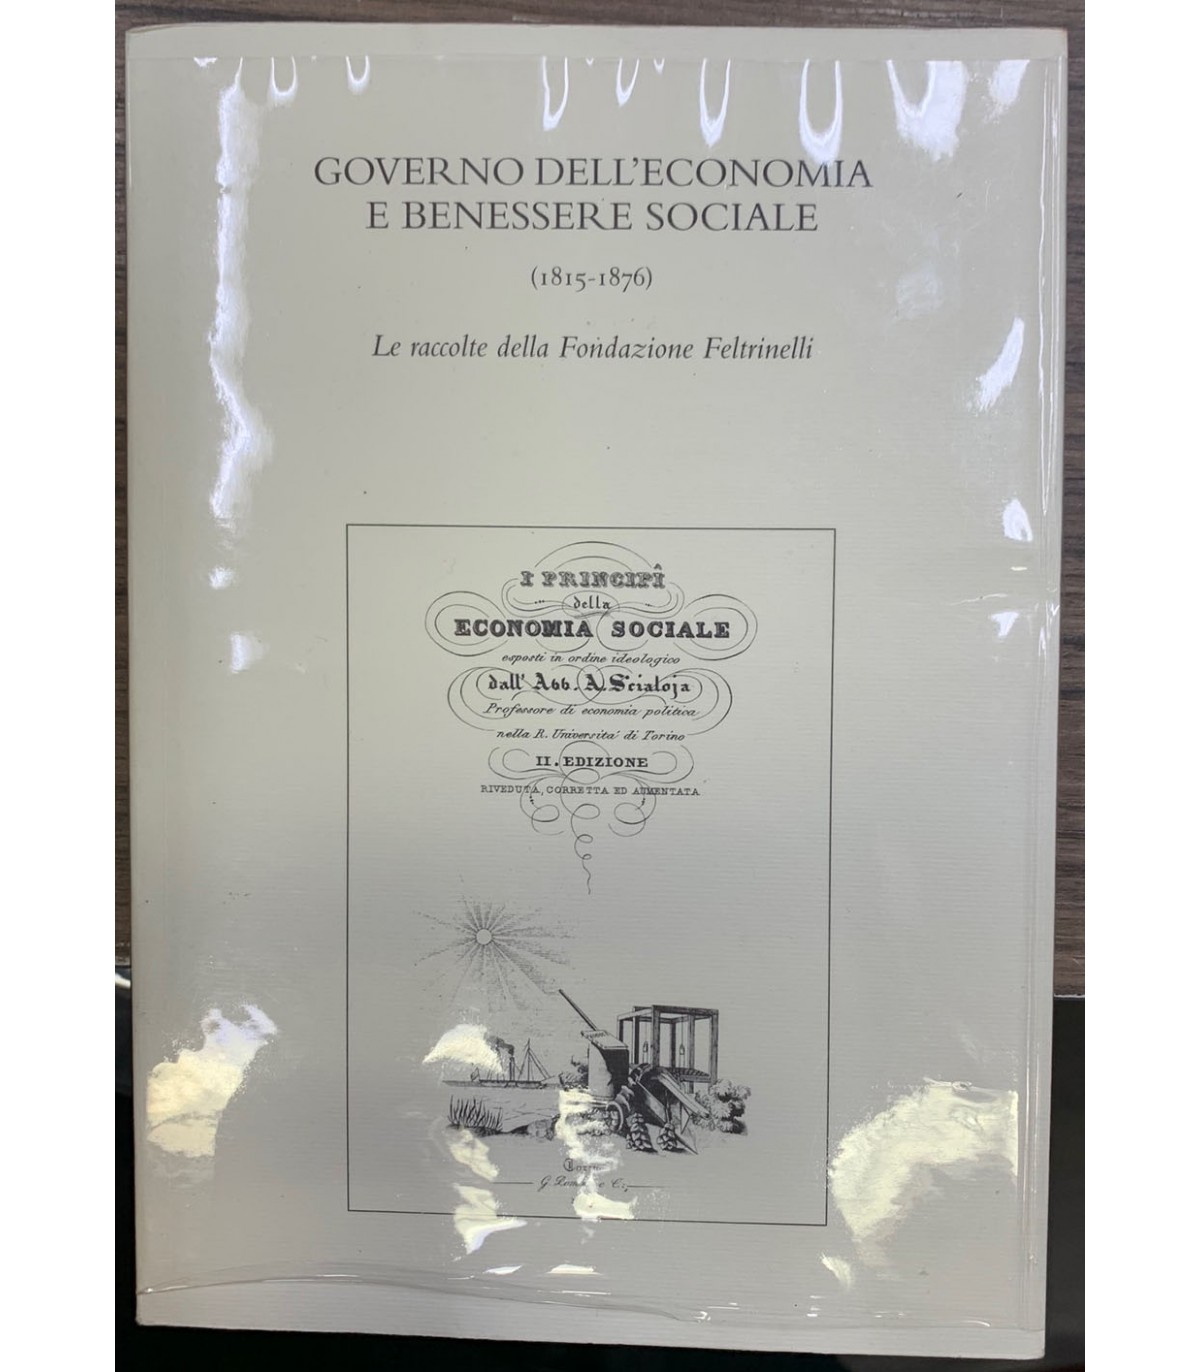 GOVERNO DELL'ECONOMIA
E BENESSERE SOCIALE
(1815-1876)
Le raccolte della Fondazione Feltrinelli
I PRINCIPÎ
della
ECONOMIA SOCIALE
esposti in ordine ideologico
dall' Abb. A. Scialoja
Professore di economia politica
nella R. Università di Torino
II. EDIZIONE
RIVEDUTA, CORRETTA ED AUMENTATA
G